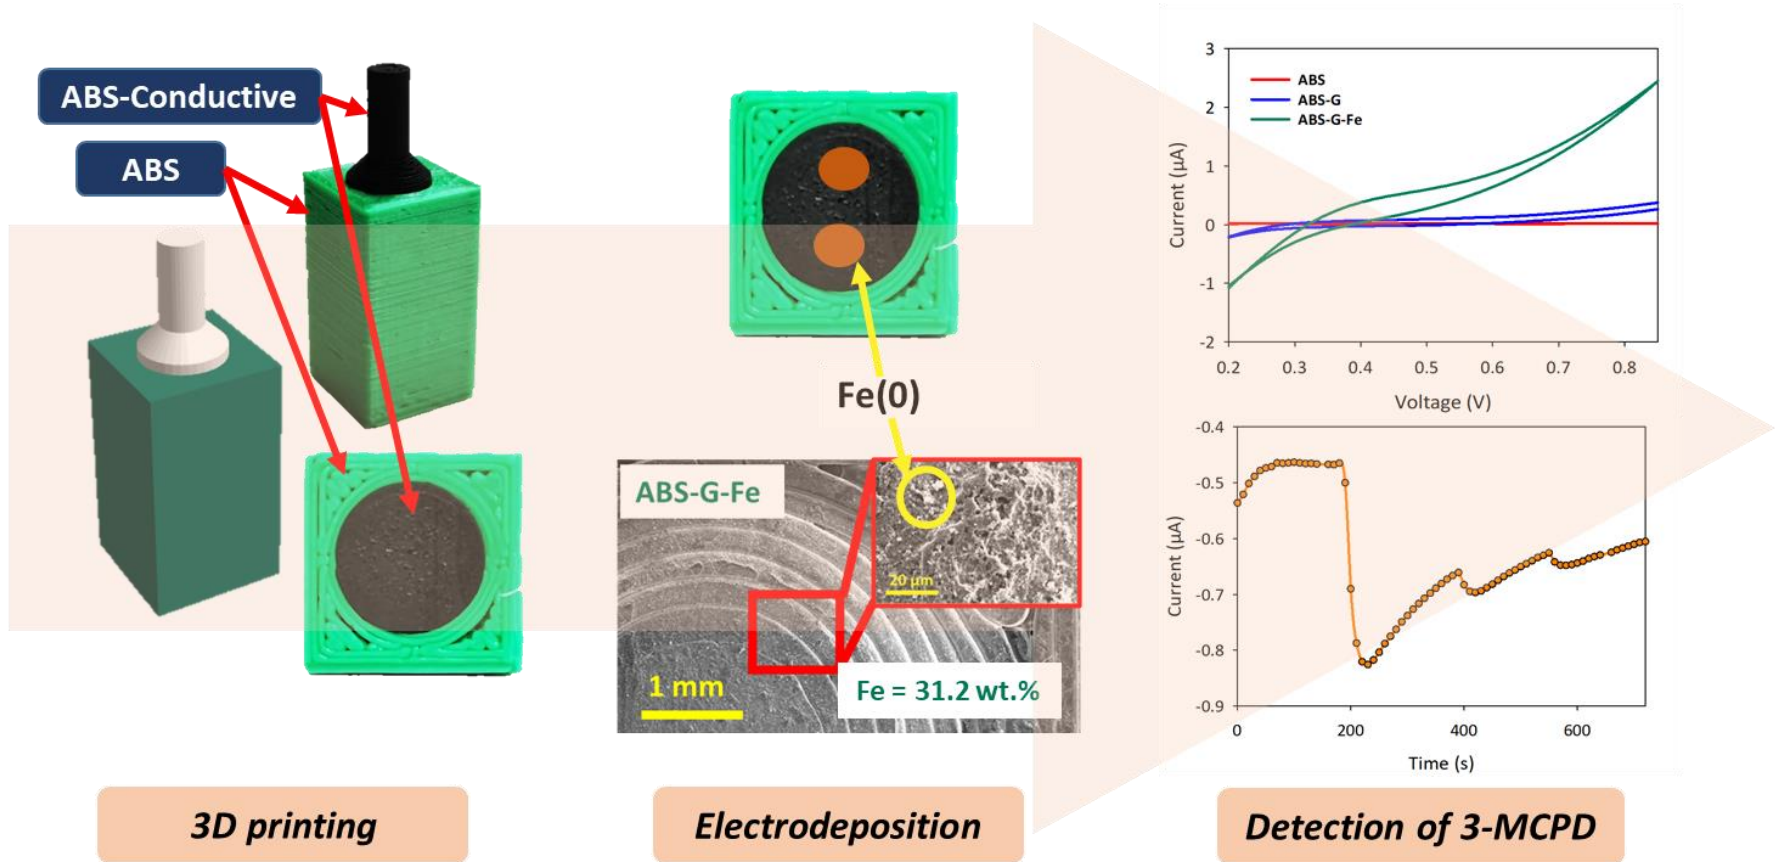 ABS-Conductive
ABS
3D printing
Fe(0)
ABS-G-Fe
20 µm
1 mm
Fe = 31.2 wt.%
Electrodeposition
3
2
1
0
-1
-2
Current (µA)
ABS
ABS-G
ABS-G-Fe
0.2 0.3 0.4 0.5 0.6 0.7 0.8
Voltage (V)
-0.4
-0.5
-0.6
-0.7
-0.8
-0.9
Current (µA)
0 200 400 600
Time (s)
Detection of 3-MCPD